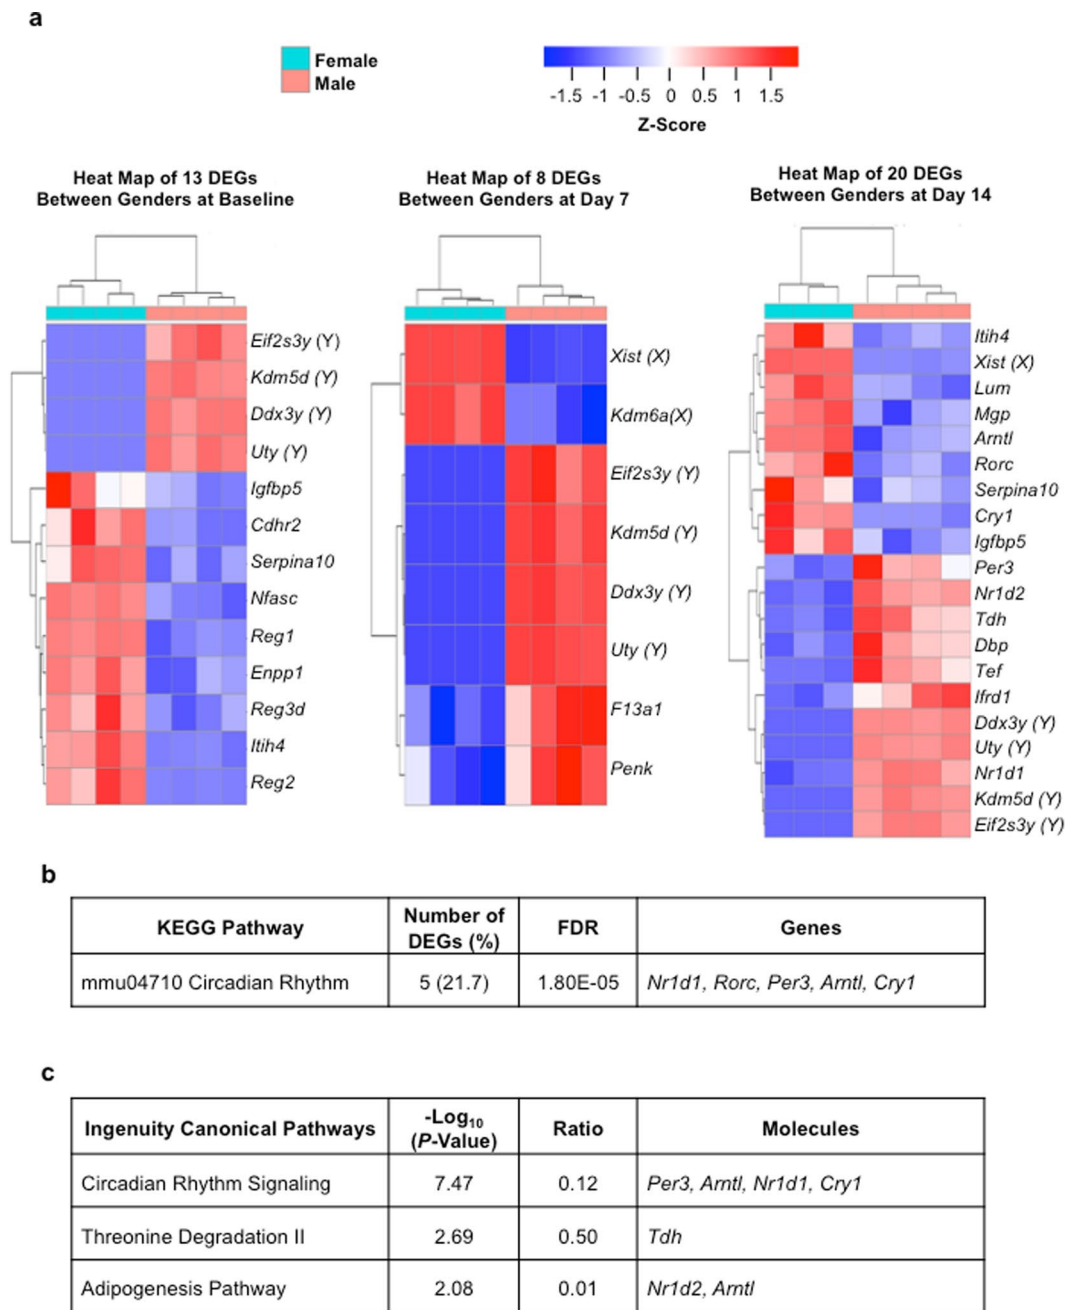 a
Female
Male
-1.5 -1 -0.5 0 0.5 1 1.5
Z-Score
Heat Map of 13 DEGs
Between Genders at Baseline
Eif2s3y (Y)
Kdm5d (Y)
Ddx3y (Y)
Uty (Y)
Igfbp5
Cdhr2
Serpina10
Nfasc
Reg1
Enpp1
Reg3d
Itih4
Reg2
Heat Map of 8 DEGs
Between Genders at Day 7
Xist (X)
Kdm6a(X)
Eif2s3y (Y)
Kdm5d (Y)
Ddx3y (Y)
Uty (Y)
F13a1
Penk
Heat Map of 20 DEGs
Between Genders at Day 14
Itih4
Xist (X)
Lum
Mgp
Arntl
Rorc
Serpina10
Cry1
Igfbp5
Per3
Nr1d2
Tdh
Dbp
Tef
Ifrd1
Ddx3y (Y)
Uty (Y)
Nr1d1
Kdm5d (Y)
Eif2s3y (Y)
b
KEGG Pathway
Number of
DEGs (%)
FDR
Genes
mmu04710 Circadian Rhythm
5 (21.7)
1.80E-05
Nr1d1, Rorc, Per3, Arntl, Cry1
c
Ingenuity Canonical Pathways
-Log10
(P-Value)
Ratio
Molecules
Circadian Rhythm Signaling
7.47
0.12
Per3, Arntl, Nr1d1, Cry1
Threonine Degradation II
2.69
0.50
Tdh
Adipogenesis Pathway
2.08
0.01
Nr1d2, Arntl